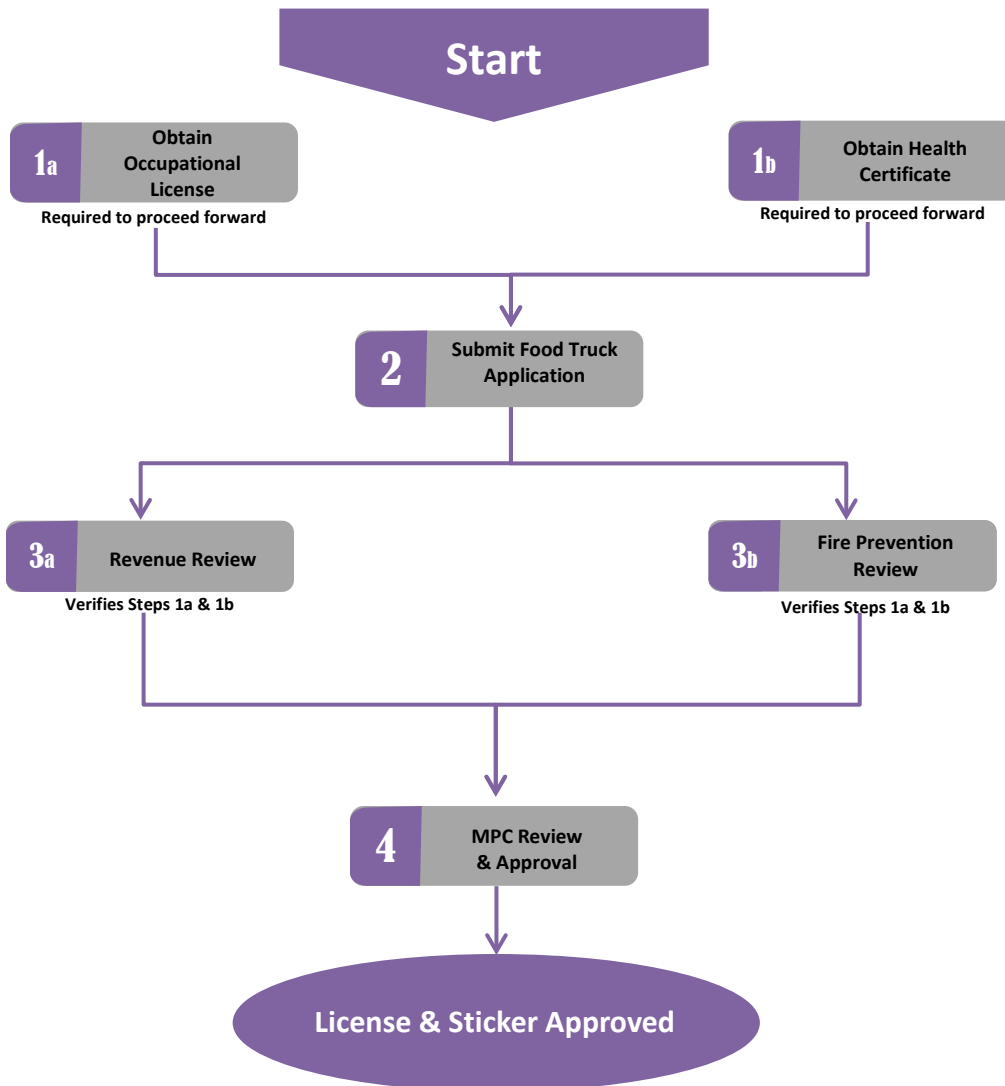 Start
1a
Obtain
Occupational
License
Required to proceed forward
1b
Obtain Health
Certificate
Required to proceed forward
2
Submit Food Truck
Application
3a
Revenue Review
Verifies Steps 1a & 1b
3b
Fire Prevention
Review
Verifies Steps 1a & 1b
4
MPC Review
& Approval
License & Sticker Approved